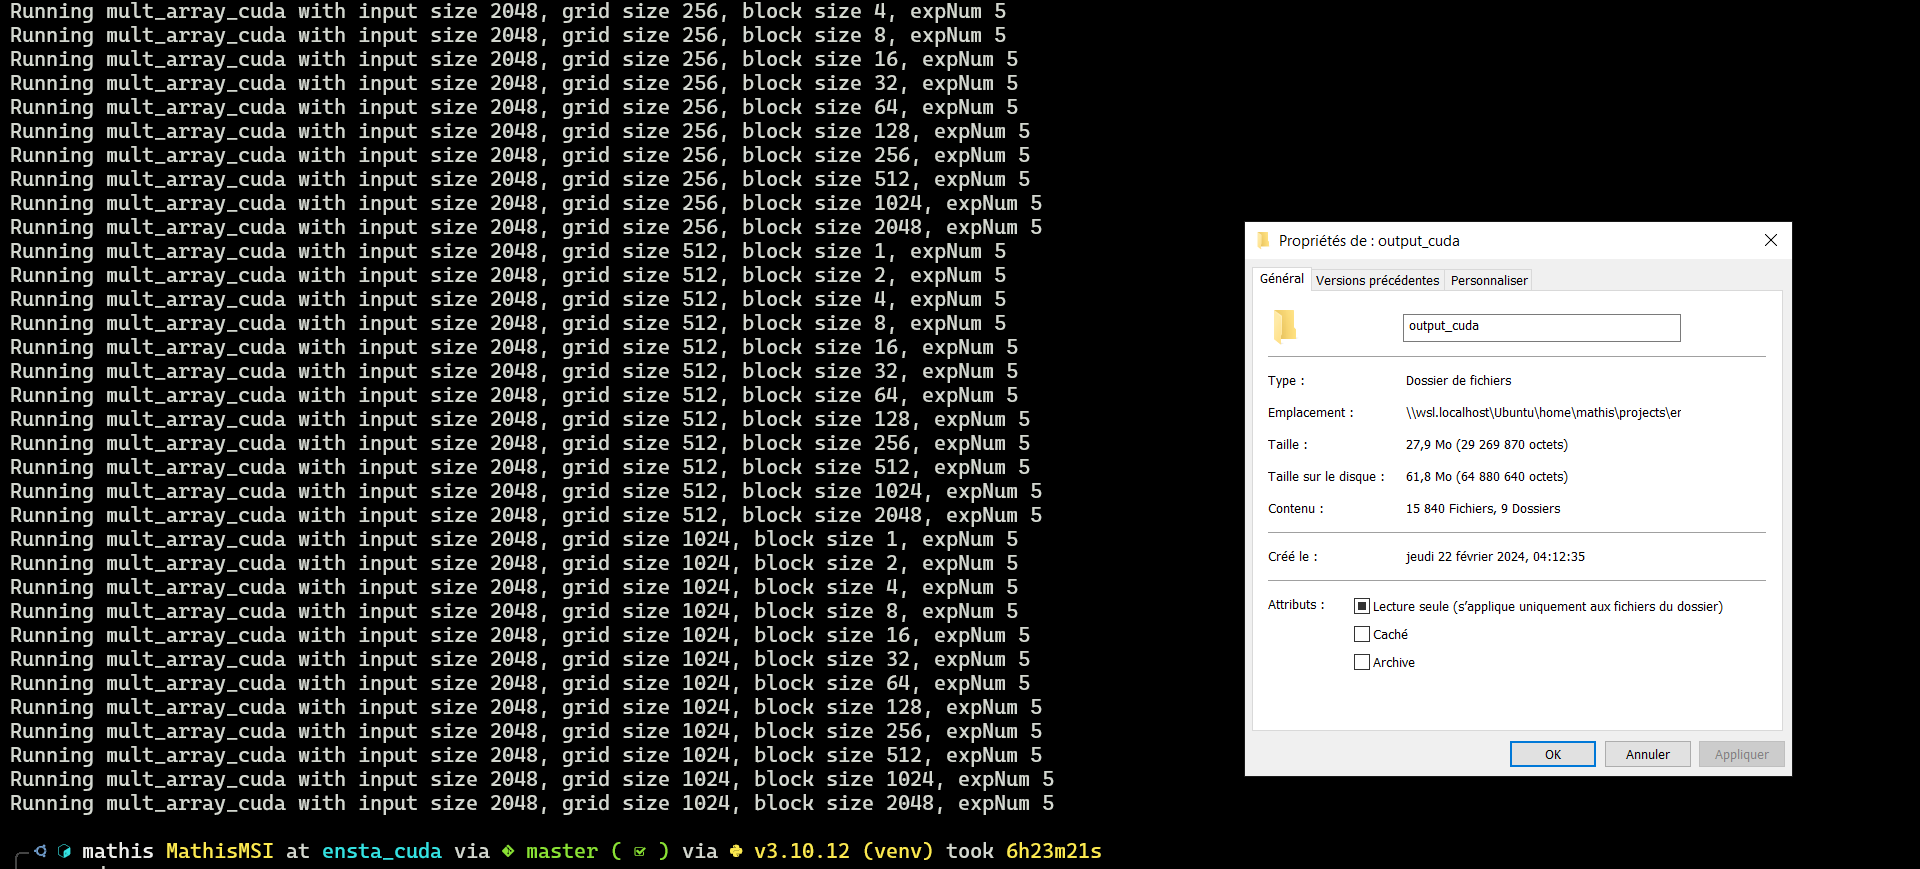 Running mult_array_cuda with input size 2048, grid size 256, block size 4, expNum 5
Running mult_array_cuda with input size 2048, grid size 256, block size 8, expNum 5
Running mult_array_cuda with input size 2048, grid size 256, block size 16, expNum 5
Running mult_array_cuda with input size 2048, grid size 256, block size 32, expNum 5
Running mult_array_cuda with input size 2048, grid size 256, block size 64, expNum 5
Running mult_array_cuda with input size 2048, grid size 256, block size 128, expNum 5
Running mult_array_cuda with input size 2048, grid size 256, block size 256, expNum 5
Running mult_array_cuda with input size 2048, grid size 256, block size 512, expNum 5
Running mult_array_cuda with input size 2048, grid size 256, block size 1024, expNum 5
Running mult_array_cuda with input size 2048, grid size 256, block size 2048, expNum 5
Running mult_array_cuda with input size 2048, grid size 512, block size 1, expNum 5
Running mult_array_cuda with input size 2048, grid size 512, block size 2, expNum 5
Running mult_array_cuda with input size 2048, grid size 512, block size 4, expNum 5
Running mult_array_cuda with input size 2048, grid size 512, block size 8, expNum 5
Running mult_array_cuda with input size 2048, grid size 512, block size 16, expNum 5
Running mult_array_cuda with input size 2048, grid size 512, block size 32, expNum 5
Running mult_array_cuda with input size 2048, grid size 512, block size 64, expNum 5
Running mult_array_cuda with input size 2048, grid size 512, block size 128, expNum 5
Running mult_array_cuda with input size 2048, grid size 512, block size 256, expNum 5
Running mult_array_cuda with input size 2048, grid size 512, block size 512, expNum 5
Running mult_array_cuda with input size 2048, grid size 512, block size 1024, expNum 5
Running mult_array_cuda with input size 2048, grid size 512, block size 2048, expNum 5
Running mult_array_cuda with input size 2048, grid size 1024, block size 1, expNum 5
Running mult_array_cuda with input size 2048, grid size 1024, block size 2, expNum 5
Running mult_array_cuda with input size 2048, grid size 1024, block size 4, expNum 5
Running mult_array_cuda with input size 2048, grid size 1024, block size 8, expNum 5
Running mult_array_cuda with input size 2048, grid size 1024, block size 16, expNum 5
Running mult_array_cuda with input size 2048, grid size 1024, block size 32, expNum 5
Running mult_array_cuda with input size 2048, grid size 1024, block size 64, expNum 5
Running mult_array_cuda with input size 2048, grid size 1024, block size 128, expNum 5
Running mult_array_cuda with input size 2048, grid size 1024, block size 256, expNum 5
Running mult_array_cuda with input size 2048, grid size 1024, block size 512, expNum 5
Running mult_array_cuda with input size 2048, grid size 1024, block size 1024, expNum 5
Running mult_array_cuda with input size 2048, grid size 1024, block size 2048, expNum 5
mathis MathisMSI at ensta_cuda via master ( ) via v3.10.12 (venv) took 6h23m21s
Propriétés de : output_cuda
Général Versions précédentes Personnaliser
output_cuda
Type : Dossier de fichiers
Emplacement : \\wsl.localhost\Ubuntu\home\mathis\projects\er
Taille : 27,9 Mo (29 269 870 octets)
Taille sur le disque : 61,8 Mo (64 880 640 octets)
Contenu : 15 840 Fichiers, 9 Dossiers
Créé le : jeudi 22 février 2024, 04:12:35
Attributs : Lecture seule (s’applique uniquement aux fichiers du dossier)
Caché
Archive
OK Annuler Appliquer